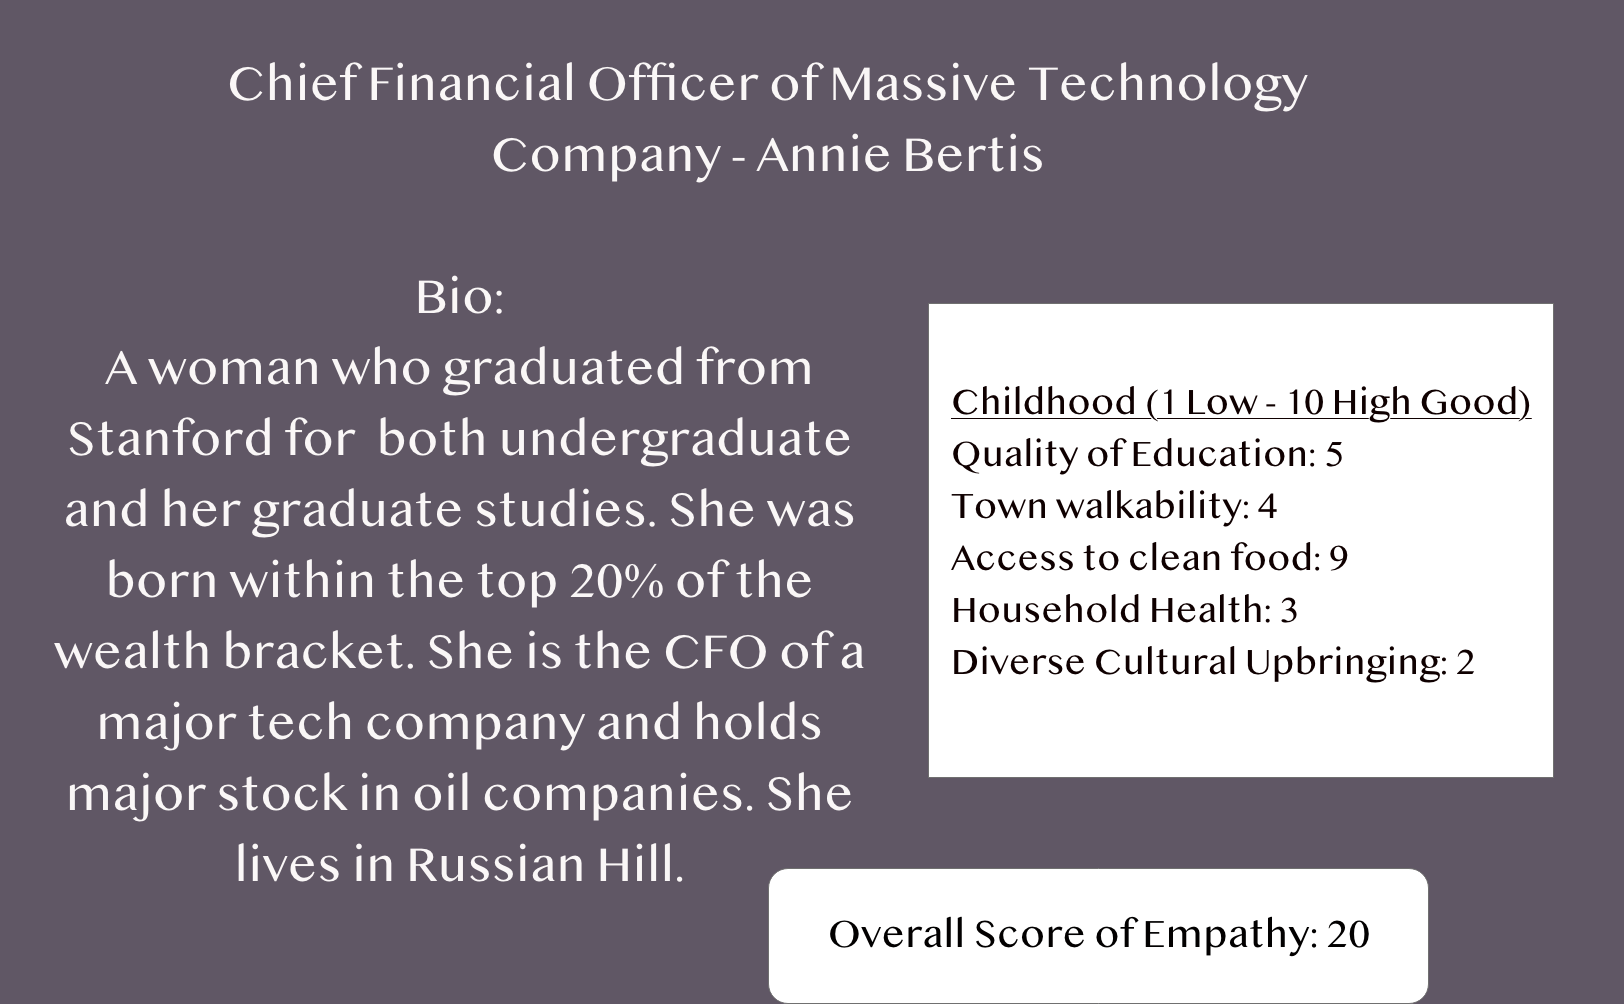 Chief Financial Officer of Massive Technology
Company - Annie Bertis
Bio:
A woman who graduated from
Stanford for both undergraduate
and her graduate studies. She was
born within the top 20% of the
wealth bracket. She is the CFO of a
major tech company and holds
major stock in oil companies. She
lives in Russian Hill.
Childhood (1 Low - 10 High Good)
Quality of Education: 5
Town walkability: 4
Access to clean food: 9
Household Health: 3
Diverse Cultural Upbringing: 2
Overall Score of Empathy: 20